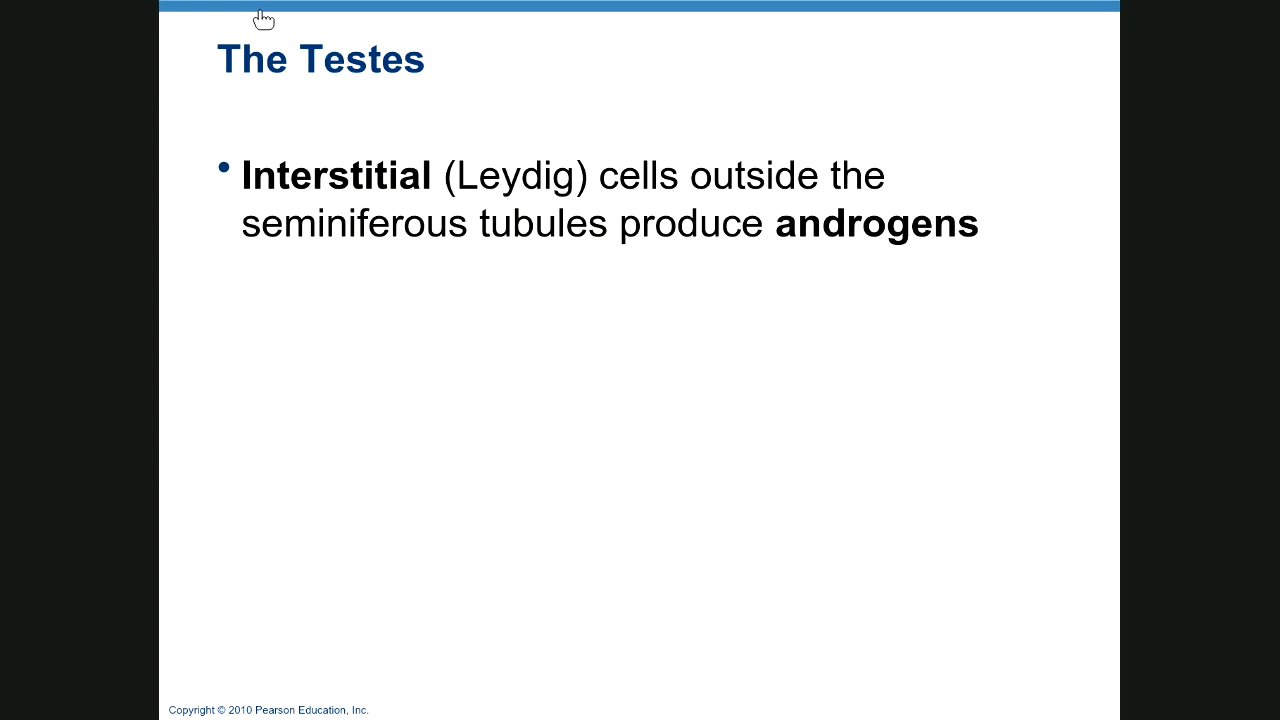 The Testes
• Interstitial (Leydig) cells outside the
seminiferous tubules produce androgens
Copyright © 2010 Pearson Education, Inc.